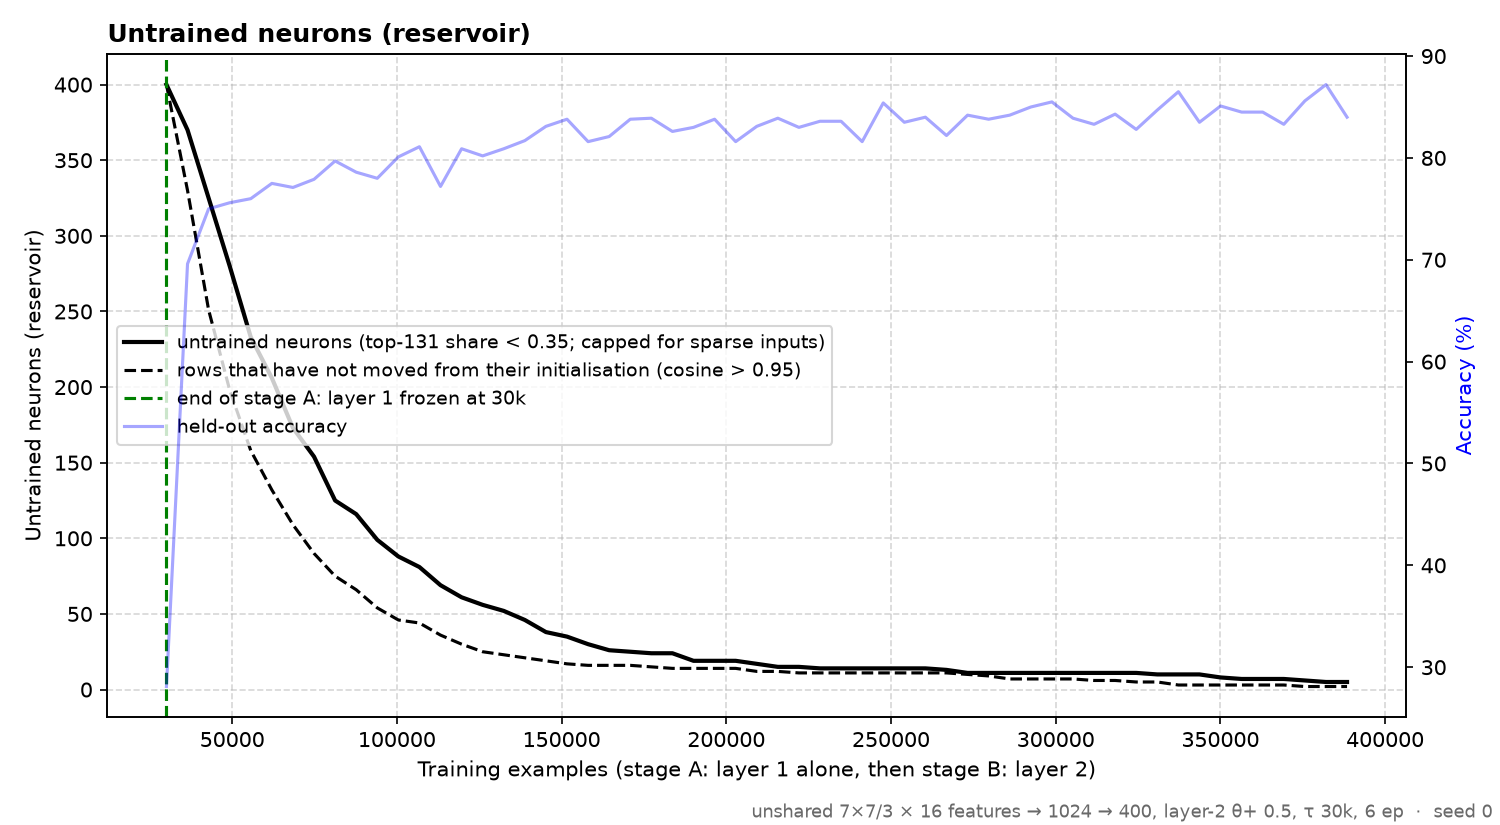 Untrained neurons (reservoir)
400
350
300
250
200
150
100
50
0
Untrained neurons (reservoir)
90
80
70
60
50
40
30
Accuracy (%)
untrained neurons (top-131 share < 0.35; capped for sparse inputs)
rows that have not moved from their initialisation (cosine > 0.95)
end of stage A: layer 1 frozen at 30k
held-out accuracy
50000 100000 150000 200000 250000 300000 350000 400000
Training examples (stage A: layer 1 alone, then stage B: layer 2)
unshared 7×7/3 × 16 features → 1024 → 400, layer-2 θ+ 0.5, τ 30k, 6 ep · seed 0